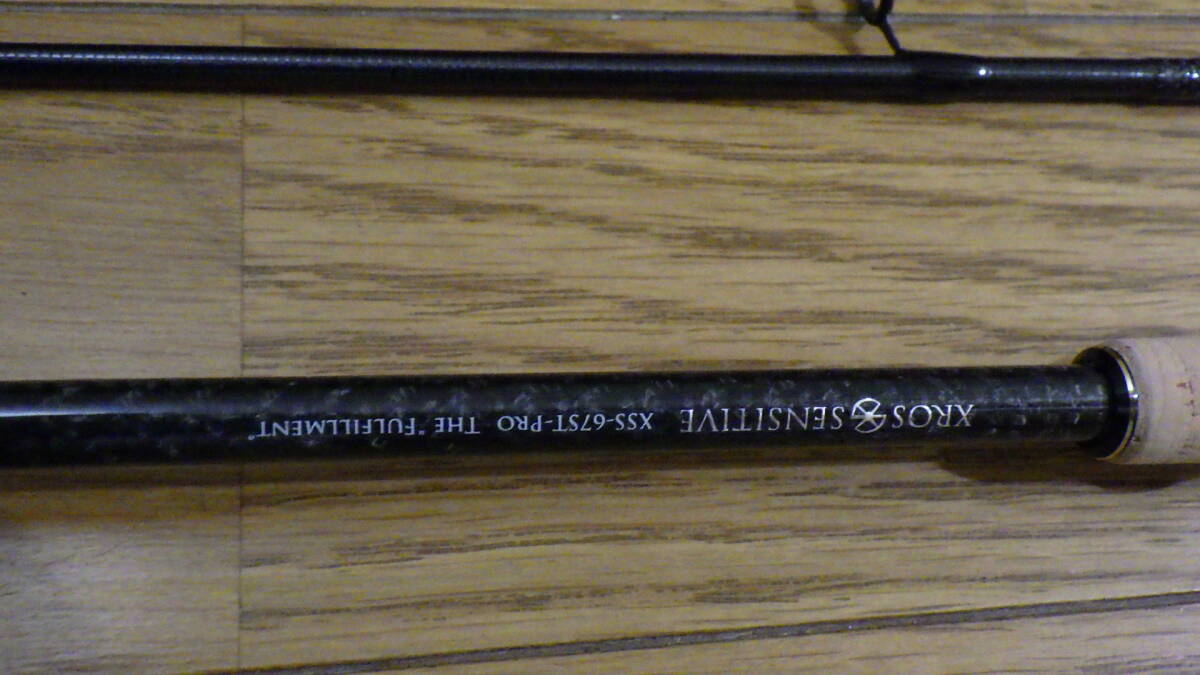 XROS SENSITIVE XSS-67ST-PRO THE "FULFILLMENT"